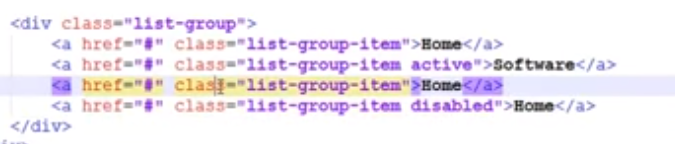 <div class="list-group">
<a href="#" class="list-group-item">Home</a>
<a href="#" class="list-group-item active">Software</a>
<a href="#" class="list-group-item">Home</a>
<a href="#" class="list-group-item disabled">Home</a>
</div>